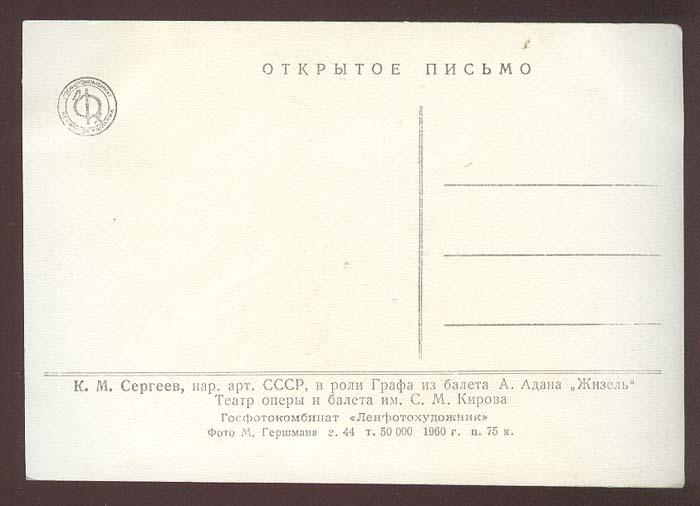 ОТКРЫТОЕ ПИСЬМО
К. М. Сергеев, нар. арт. СССР, в роли Графа из балета А. Адана „Жизель“
Театр оперы и балета им. С. М. Кирова
Госфотокомбинат «Ленфотохудожник»
Фото М. Гершмана з. 44 т. 50 000 1960 г. ц. 75 к.